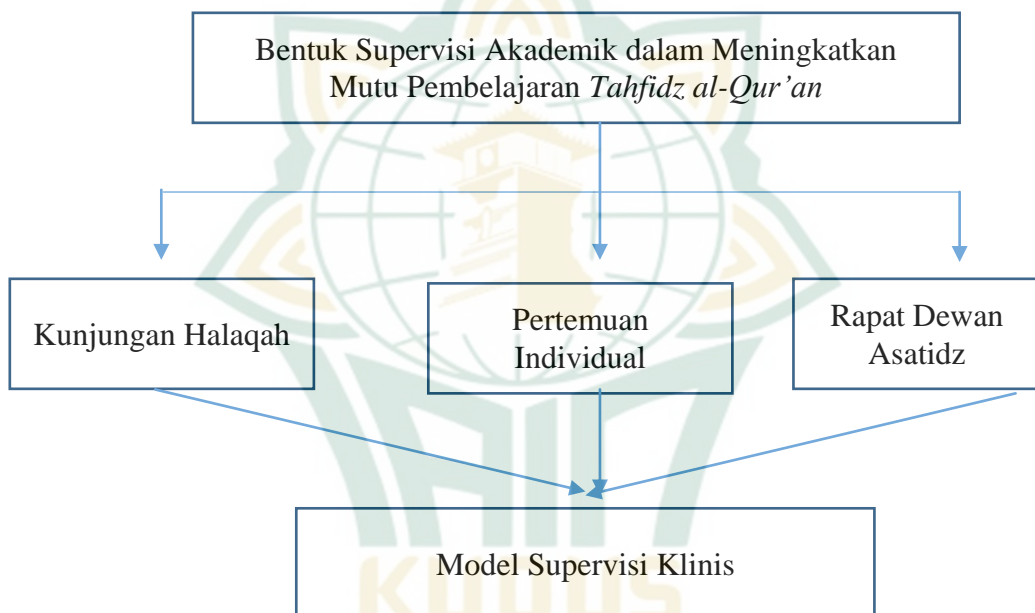 Bentuk Supervisi Akademik dalam Meningkatkan
Mutu Pembelajaran Tahfidz al-Qur’an
Kunjungan Halaqah
Pertemuan
Individual
Rapat Dewan
Asatidz
Model Supervisi Klinis
KUDUS